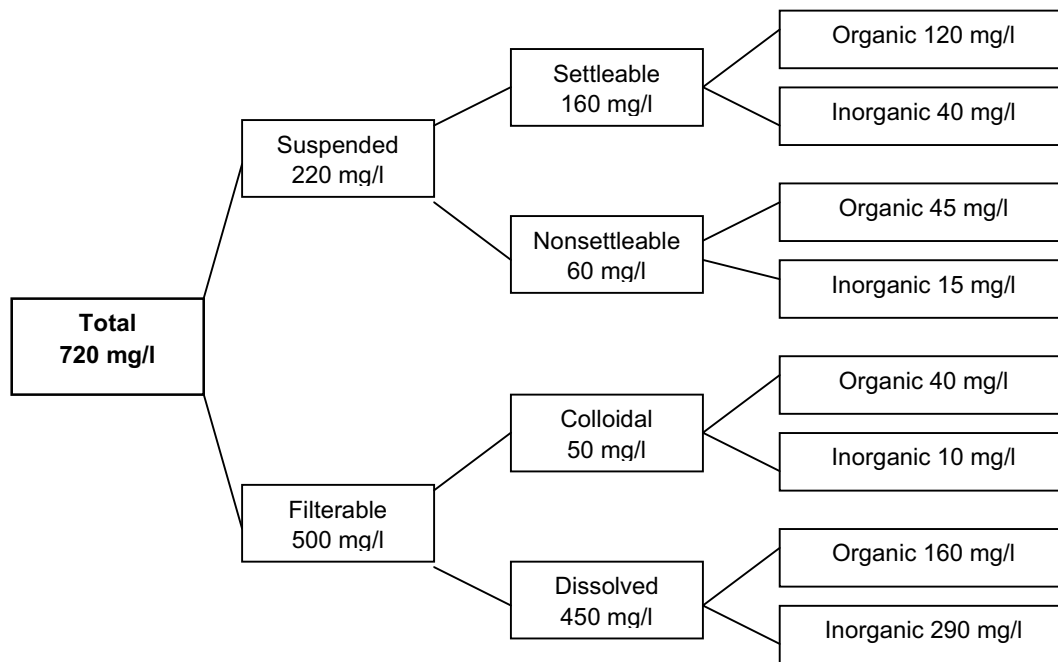 Total
720 mg/l
Suspended
220 mg/l
Filterable
500 mg/l
Settleable
160 mg/l
Nonsettleable
60 mg/l
Colloidal
50 mg/l
Dissolved
450 mg/l
Organic 120 mg/l
Inorganic 40 mg/l
Organic 45 mg/l
Inorganic 15 mg/l
Organic 40 mg/l
Inorganic 10 mg/l
Organic 160 mg/l
Inorganic 290 mg/l